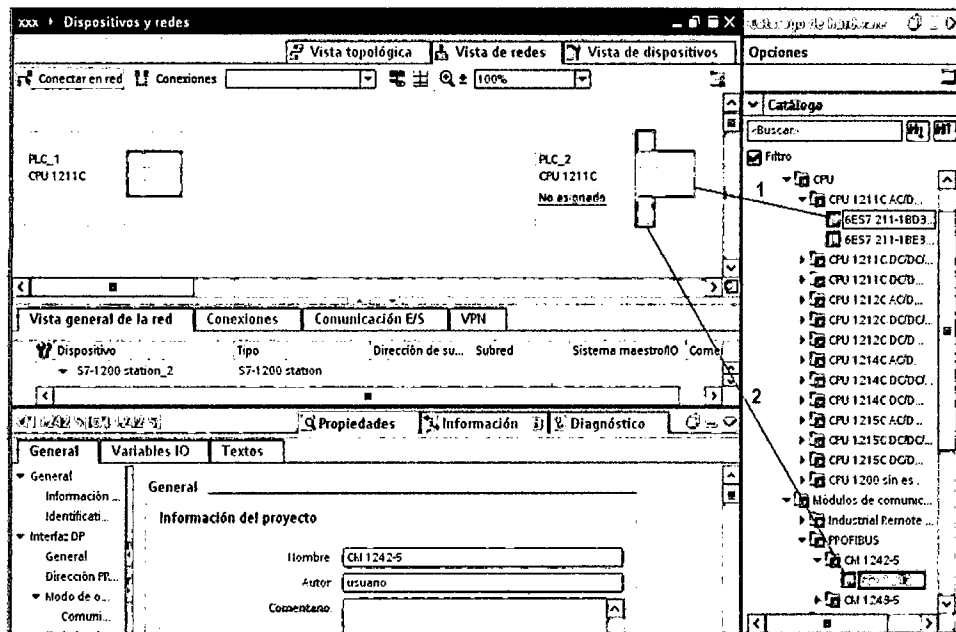 xxx ▸ Dispositivos y redes
Vista topológica
Vista de redes
Vista de dispositivos
Conectar en red
Conexiones
100%
PLC_1
CPU 1211C
PLC_2
CPU 1211C
No asignado
1
2
Vista general de la red
Conexiones
Comunicación E/S
VPN
Dispositivo
Tipo
Dirección de su...
Subred
Sistema maestro/IO
S7-1200 station_2
S7-1200 station
Propiedades
Información
Diagnóstico
General
Variables IO
Textos
General
Información ...
Identificati...
Interfaz DP
General
Dirección PR...
Modo de o...
Comuni...
General
Información del proyecto
Nombre
CM 1242-5
Autor
usuario
Comentario
Opciones
Catálogo
<Buscar>
Filtro
CPU
CPU 1211C AC/D...
6ES7 211-1BD3...
6ES7 211-1BE3...
CPU 1211C DC/DC/...
CPU 1211C DC/D...
CPU 1212C AC/D...
CPU 1212C DC/DC/...
CPU 1212C DC/D...
CPU 1214C AC/D...
CPU 1214C DC/DC/...
CPU 1214C DC/D...
CPU 1215C AC/D...
CPU 1215C DC/DC/...
CPU 1215C DC/D...
CPU 1200 sin es...
Módulos de comunic...
Industrial Remote ...
PROFIBUS
CM 1242-5
CM 1243-5